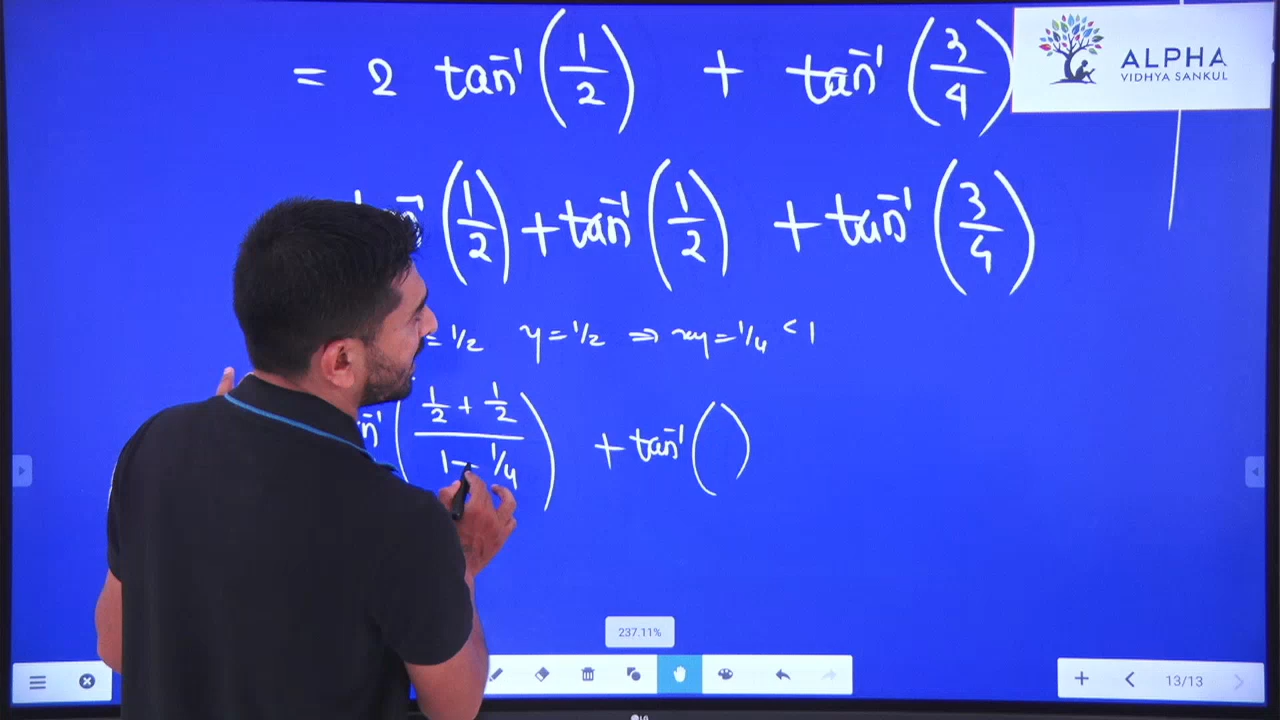 = 2 tan⁻¹(1/2) + tan⁻¹(3/4)
ALPHA
VIDHYA SANKUL
(1/2) + tan⁻¹(1/2) + tan⁻¹(3/4)
= 1/2 y = 1/2 ⇒ xy = 1/4 < 1
((1/2 + 1/2)/(1 - 1/4)) + tan⁻¹( )
237.11%
13/13
LG